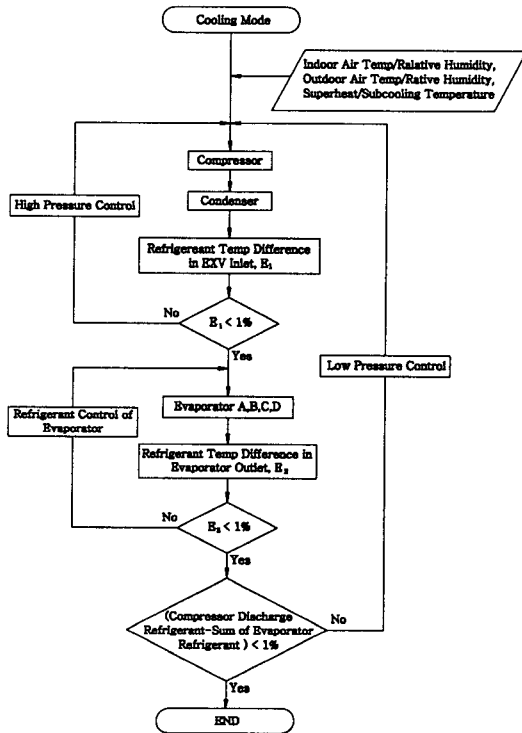 Cooling Mode
Indoor Air Temp/Ralative Humidity,
Outdoor Air Temp/Rative Humidity,
Superheat/Subcooling Temperature
Compressor
High Pressure Control
Condenser
Refrigereant Temp Difference
in EXV Inlet, E₁
No
E₁ < 1%
Yes
Low Pressure Control
Refrigerant Control of
Evaporator
Evaporator A,B,C,D
Refrigerant Temp Difference in
Evaporator Outlet, E₂
No
E₂ < 1%
Yes
(Compressor Discharge
Refrigerant-Sum of Evaporator
Refrigerant ) < 1%
No
Yes
END